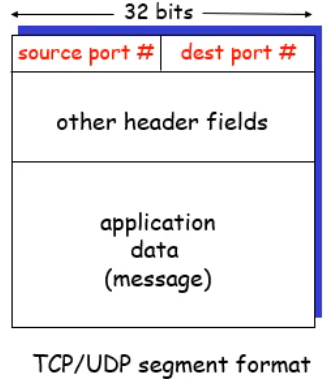 32 bits
source port # dest port #
other header fields
application
data
(message)
TCP/UDP segment format